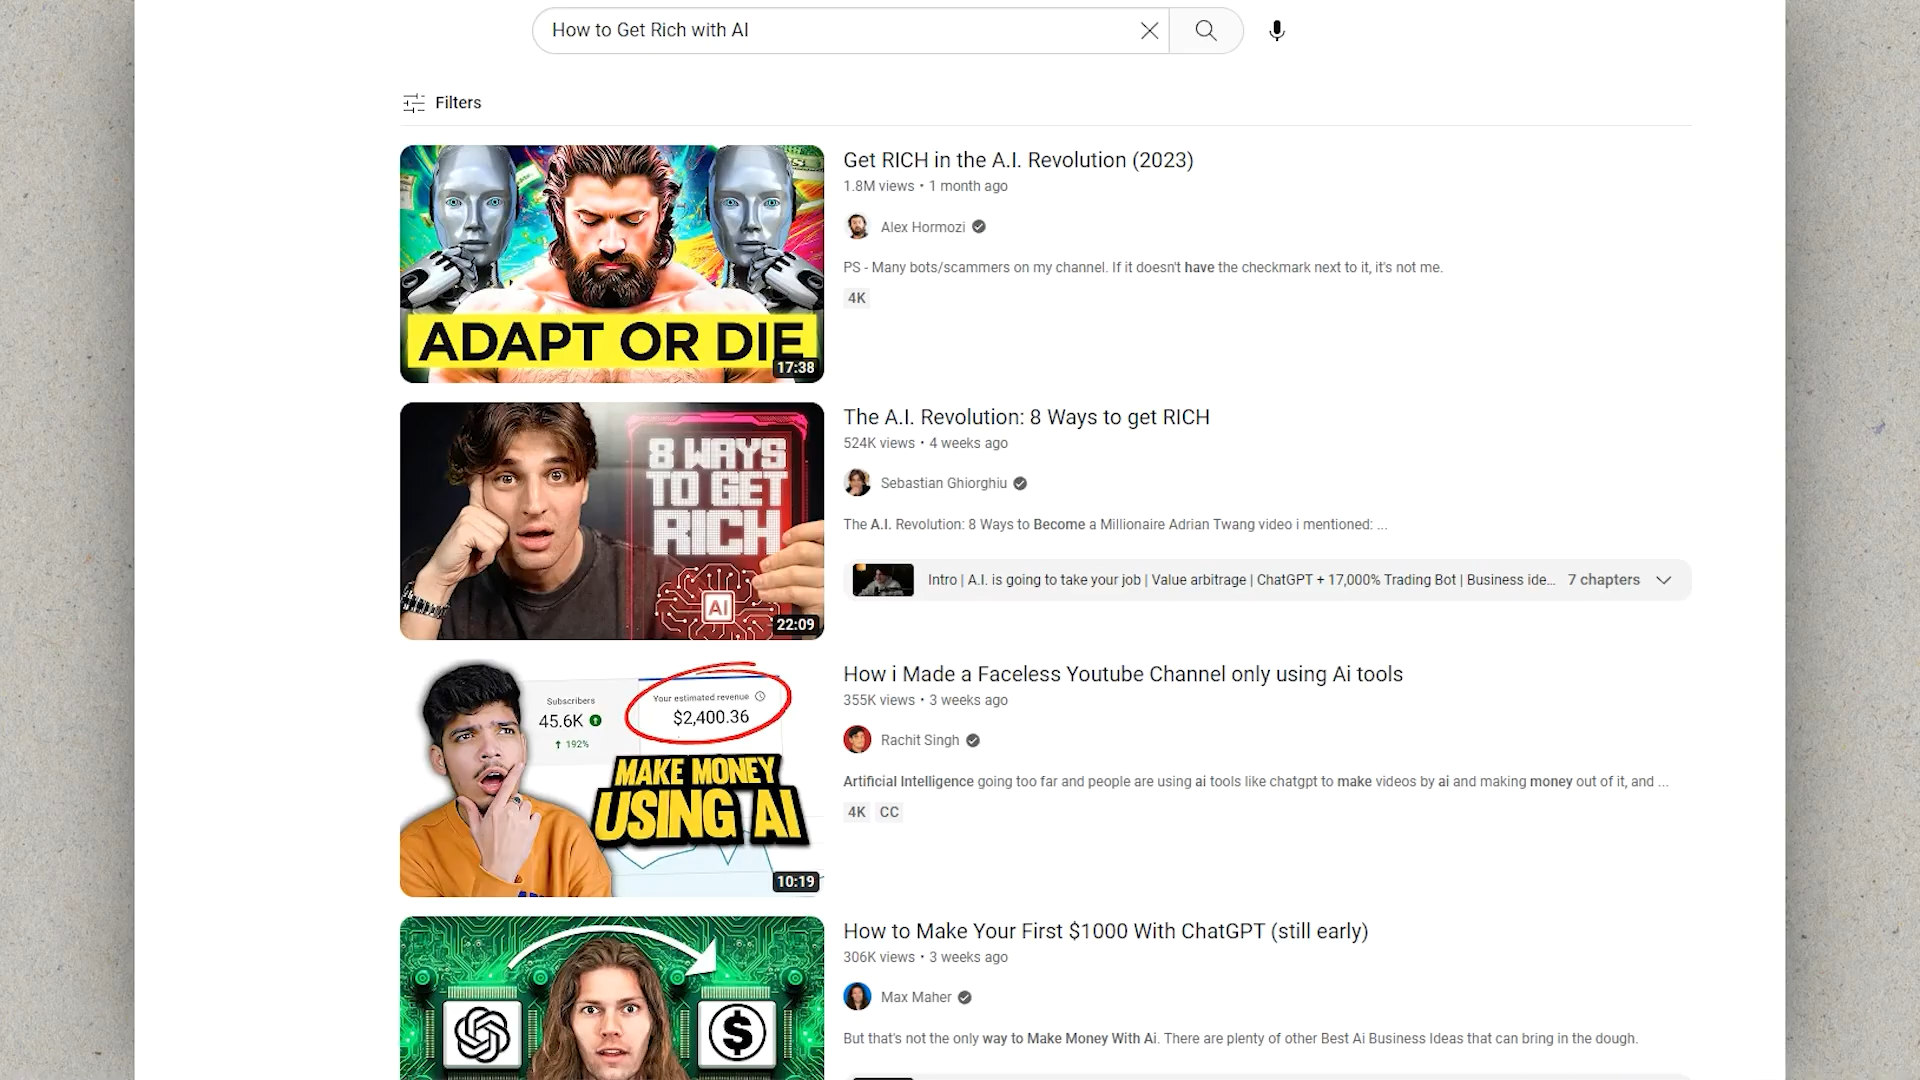 How to Get Rich with AI
Filters
ADAPT OR DIE
17:38
Get RICH in the A.I. Revolution (2023)
1.8M views • 1 month ago
Alex Hormozi
PS - Many bots/scammers on my channel. If it doesn't have the checkmark next to it, it's not me.
4K
8 WAYS
TO GET
RICH
AI
22:09
The A.I. Revolution: 8 Ways to get RICH
524K views • 4 weeks ago
Sebastian Ghiorghiu
The A.I. Revolution: 8 Ways to Become a Millionaire Adrian Twang video i mentioned: ...
Intro | A.I. is going to take your job | Value arbitrage | ChatGPT + 17,000% Trading Bot | Business ide... 7 chapters
Subscribers
45.6K
192%
Your estimated revenue
$2,400.36
MAKE MONEY
USING AI
10:19
How i Made a Faceless Youtube Channel only using Ai tools
355K views • 3 weeks ago
Rachit Singh
Artificial Intelligence going too far and people are using ai tools like chatgpt to make videos by ai and making money out of it, and ...
4K CC
$
How to Make Your First $1000 With ChatGPT (still early)
306K views • 3 weeks ago
Max Maher
But that's not the only way to Make Money With Ai. There are plenty of other Best Ai Business Ideas that can bring in the dough.